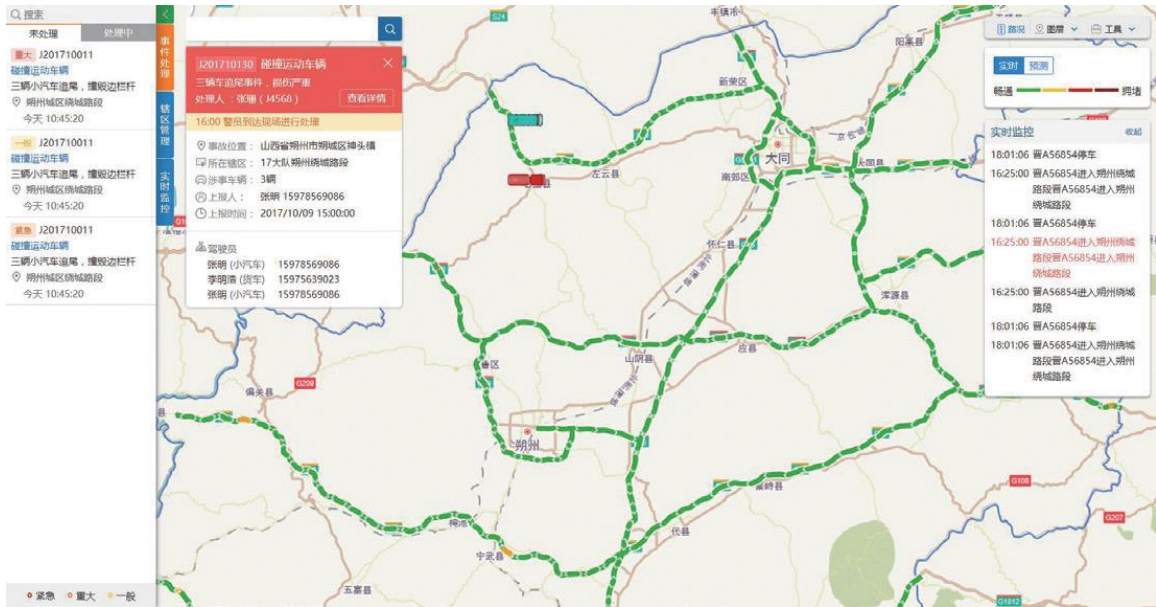 搜索
未处理 处理中
重大 J201710011
碰撞运动车辆
三辆小汽车追尾，撞毁边栏杆
朔州城区绕城路段
今天 10:45:20
一般 J201710011
碰撞运动车辆
三辆小汽车追尾，撞毁边栏杆
朔州城区绕城路段
今天 10:45:20
紧急 J201710011
碰撞运动车辆
三辆小汽车追尾，撞毁边栏杆
朔州城区绕城路段
今天 10:45:20
紧急 重大 一般
事件处理
辖区管理
实时监控
J201710130 碰撞运动车辆
三辆车追尾事件，损伤严重
处理人：张珊（J4568） 查看详情
16:00 警员到达现场进行处理
事故位置： 山西省朔州市朔城区神头镇
所在辖区： 17大队朔州绕城路段
涉事车辆： 3辆
上报人： 张明 15978569086
上报时间： 2017/10/09 15:00:00
驾驶员
张明 (小汽车) 15978569086
李明清 (货车) 15975639023
张明 (小汽车) 15978569086
路况 图层 工具
实时 预测
畅通 拥堵
实时监控 收起
18:01:06 晋A56854停车
16:25:00 晋A56854进入朔州绕城
路段晋A56854进入朔州
绕城路段
18:01:06 晋A56854停车
16:25:00 晋A56854进入朔州绕城
路段晋A56854进入朔州
绕城路段
16:25:00 晋A56854进入朔州绕城
路段
18:01:06 晋A56854停车
18:01:06 晋A56854进入朔州绕城
路段晋A56854进入朔州
绕城路段
S24
丰镇市
阳高县
新荣区
大同
大同县
南郊区
左云县
怀仁县
浑源县
应县
山阴县
G209
偏关县
朔州
繁峙县
代县
宁武县
五寨县
G108
G207
G1812